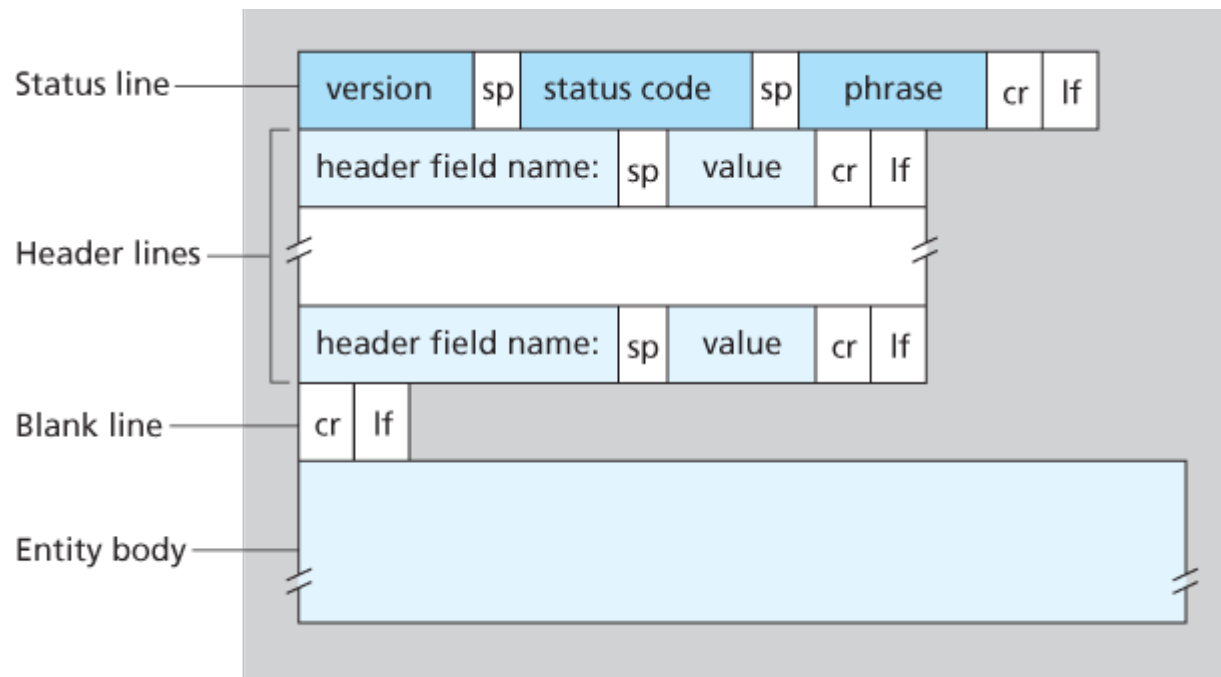 Status line version sp status code sp phrase cr lf
header field name: sp value cr lf
Header lines
header field name: sp value cr lf
Blank line cr lf
Entity body